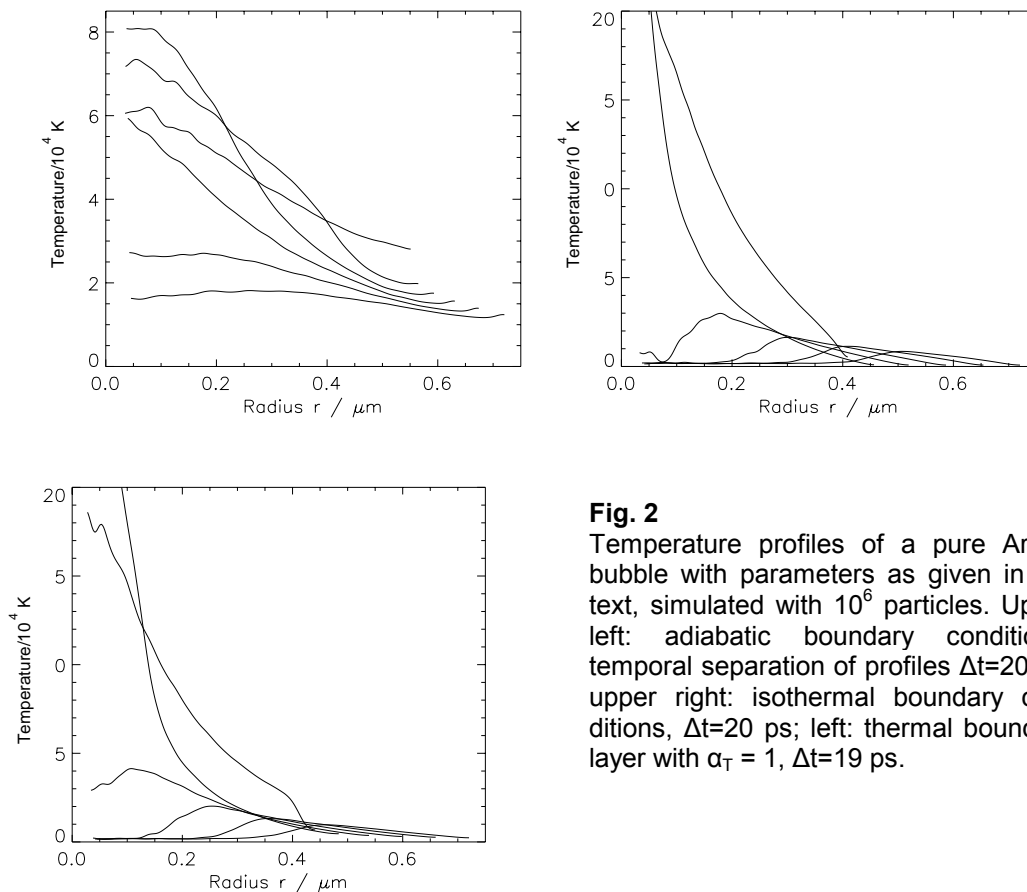 8
6
4
2
0
Temperature/10⁴ K
0.0 0.2 0.4 0.6
Radius r / μm
20
5
0
5
0
Temperature/10⁴ K
0.0 0.2 0.4 0.6
Radius r / μm
20
5
0
5
0
Temperature/10⁴ K
0.0 0.2 0.4 0.6
Radius r / μm
Fig. 2
Temperature profiles of a pure Ar
bubble with parameters as given in
text, simulated with 10⁶ particles. Up
left: adiabatic boundary conditio
temporal separation of profiles Δt=20
upper right: isothermal boundary c
ditions, Δt=20 ps; left: thermal bound
layer with α_T = 1, Δt=19 ps.